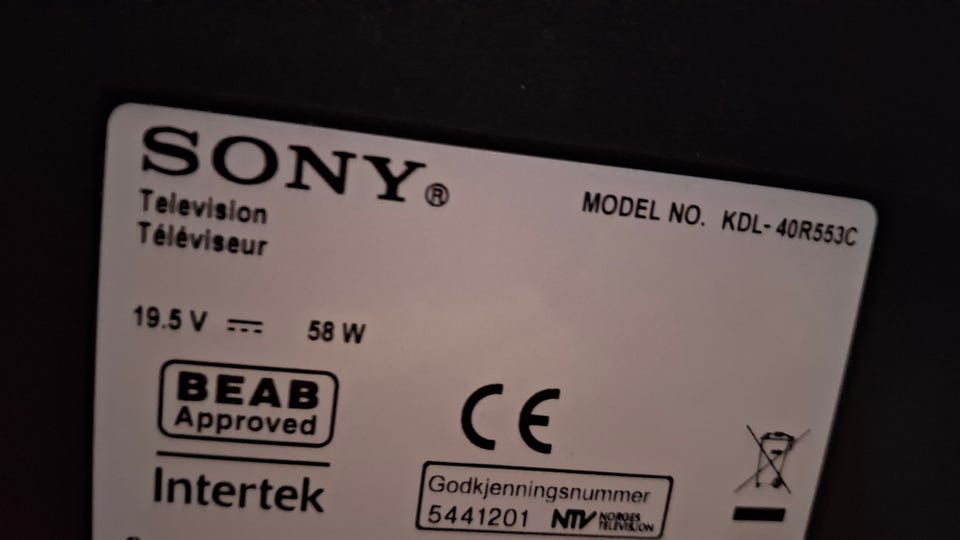 SONY®
Television
Téléviseur
MODEL NO. KDL-40R553C
19.5 V 58 W
BEAB
Approved
Intertek
CE
Godkjenningsnummer
5441201 NTV NORGES
TELEVISJON